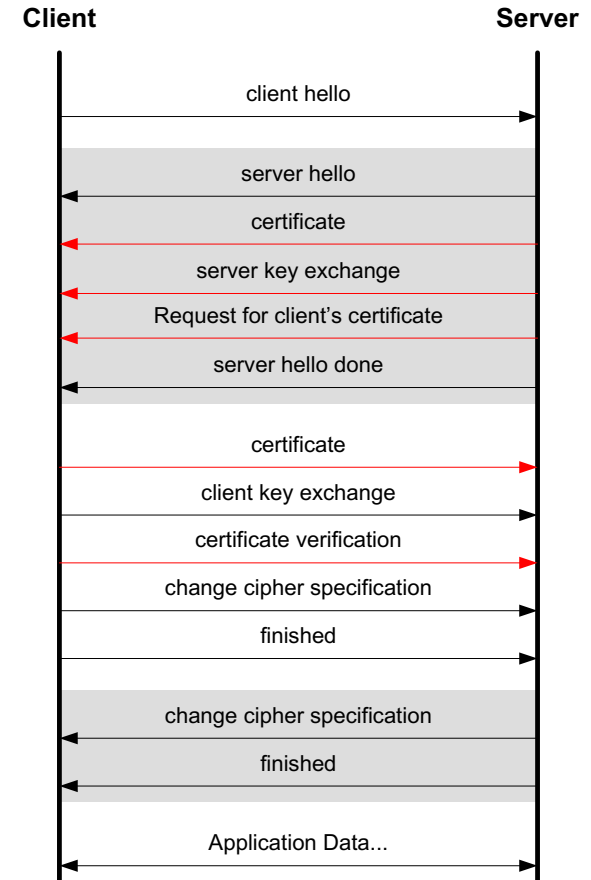 Client
Server
client hello
server hello
certificate
server key exchange
Request for client’s certificate
server hello done
certificate
client key exchange
certificate verification
change cipher specification
finished
change cipher specification
finished
Application Data...